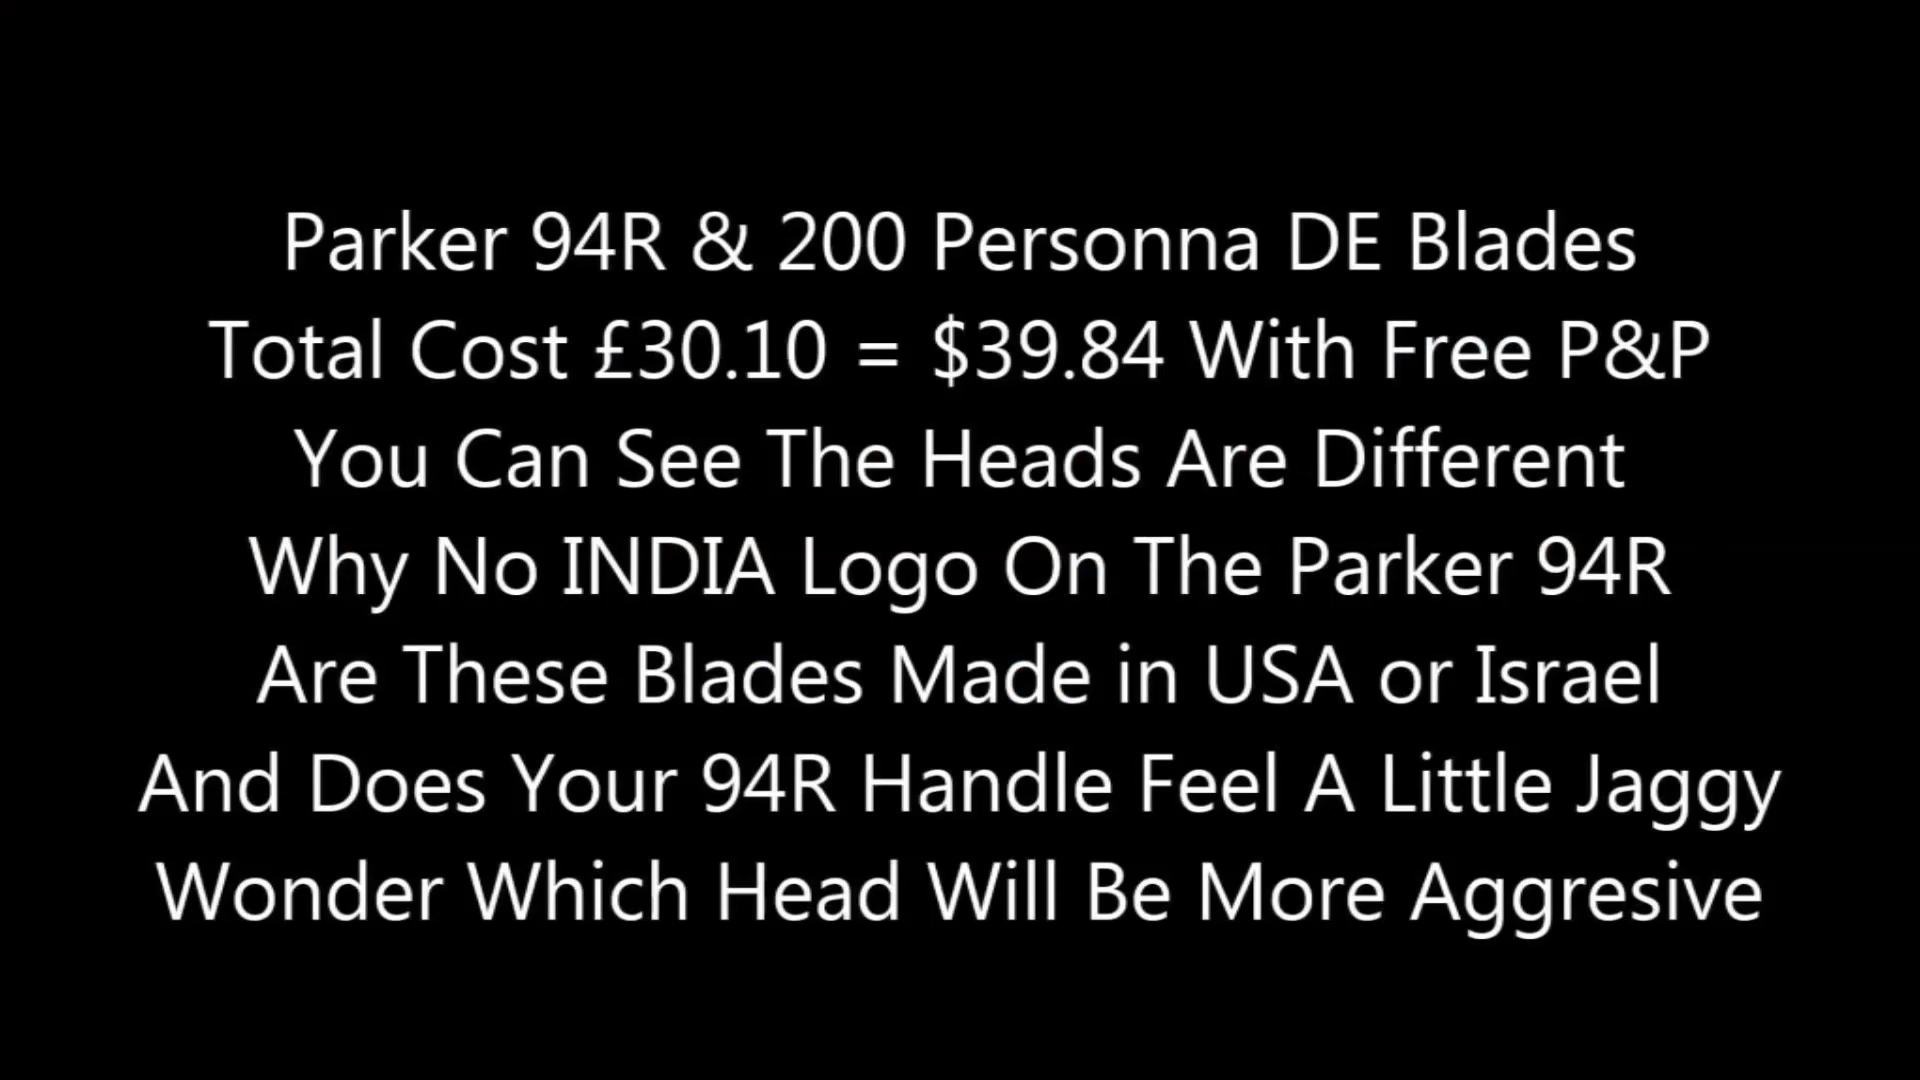 Parker 94R & 200 Personna DE Blades
Total Cost £30.10 = $39.84 With Free P&P
You Can See The Heads Are Different
Why No INDIA Logo On The Parker 94R
Are These Blades Made in USA or Israel
And Does Your 94R Handle Feel A Little Jaggy
Wonder Which Head Will Be More Aggresive